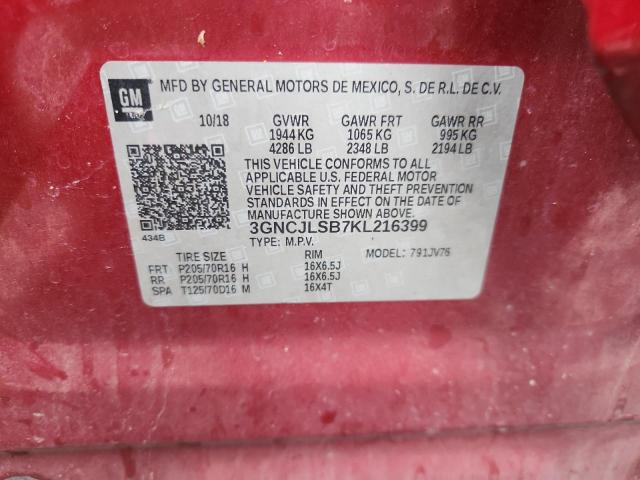 GM
MFD BY GENERAL MOTORS DE MEXICO, S. DE R.L. DE C.V.
10/18 GVWR GAWR FRT GAWR RR
1944 KG 1065 KG 995 KG
4286 LB 2348 LB 2194 LB
THIS VEHICLE CONFORMS TO ALL
APPLICABLE U.S. FEDERAL MOTOR
VEHICLE SAFETY AND THEFT PREVENTION
STANDARDS IN EFFECT ON THE DATE OF
MANUFACTURE SHOWN ABOVE.
3GNCJLSB7KL216399
434B TYPE: M.P.V. MODEL: 791JV76
TIRE SIZE RIM
FRT P205/70R16 H 16X6.5J
RR P205/70R16 H 16X6.5J
SPA T125/70D16 M 16X4T